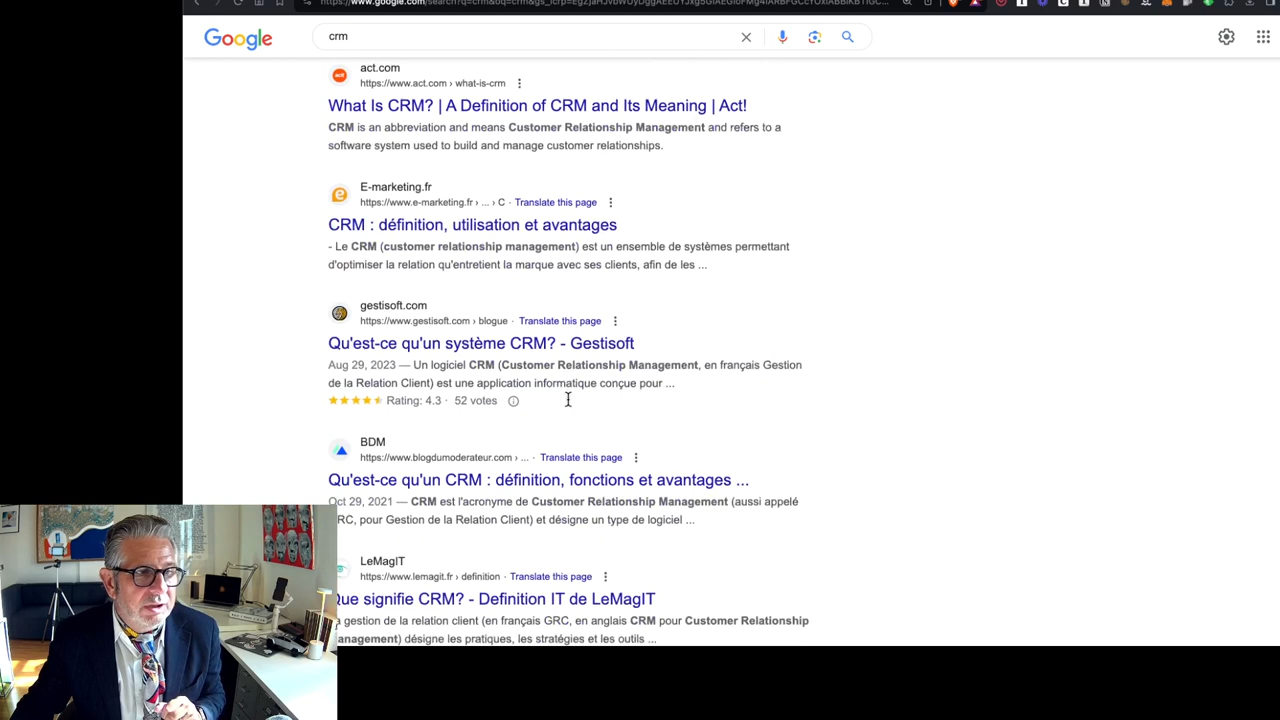 Google
crm
act.com
https://www.act.com › what-is-crm
What Is CRM? | A Definition of CRM and Its Meaning | Act!
CRM is an abbreviation and means Customer Relationship Management and refers to a
software system used to build and manage customer relationships.
E-marketing.fr
https://www.e-marketing.fr › ... › C · Translate this page
CRM : définition, utilisation et avantages
- Le CRM (customer relationship management) est un ensemble de systèmes permettant
d'optimiser la relation qu'entretient la marque avec ses clients, afin de les ...
gestisoft.com
https://www.gestisoft.com › blogue · Translate this page
Qu'est-ce qu'un système CRM? - Gestisoft
Aug 29, 2023 — Un logiciel CRM (Customer Relationship Management, en français Gestion
de la Relation Client) est une application informatique conçue pour ...
Rating: 4.3 · 52 votes
BDM
https://www.blogdumoderateur.com › ... · Translate this page
Qu'est-ce qu'un CRM : définition, fonctions et avantages ...
Oct 29, 2021 — CRM est l'acronyme de Customer Relationship Management (aussi appelé
RC, pour Gestion de la Relation Client) et désigne un type de logiciel ...
LeMagIT
https://www.lemagit.fr › definition · Translate this page
Que signifie CRM? - Definition IT de LeMagIT
a gestion de la relation client (en français GRC, en anglais CRM pour Customer Relationship
anagement) désigne les pratiques, les stratégies et les outils ...